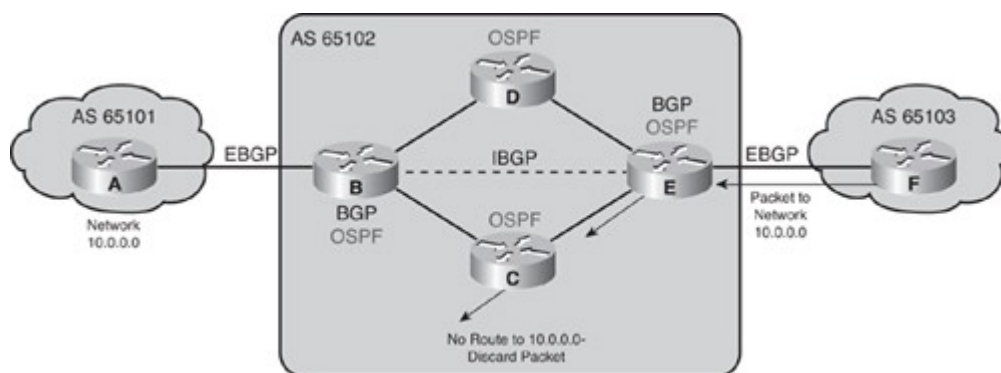 AS 65102
OSPF
D
AS 65101
BGP
OSPF
AS 65103
EBGP
IBGP
EBGP
A
B
E
F
Network
10.0.0.0
BGP
OSPF
OSPF
Packet to
Network
10.0.0.0
C
No Route to 10.0.0.0-
Discard Packet